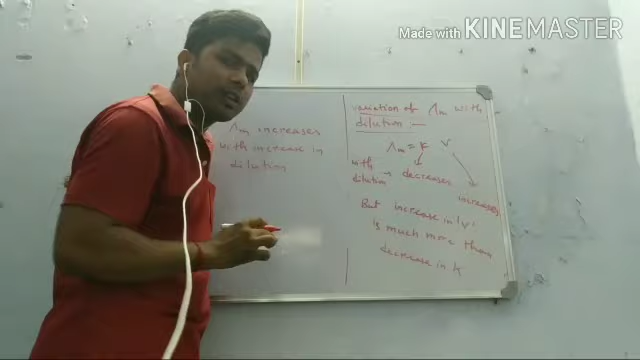 Made with KINEMASTER
Λm increases
with increase in
dilution
variation of Λm with
dilution :-
Λm = K V
with
dilution → decreases
increases
But increase in 'V'
is much more than
decrease in K